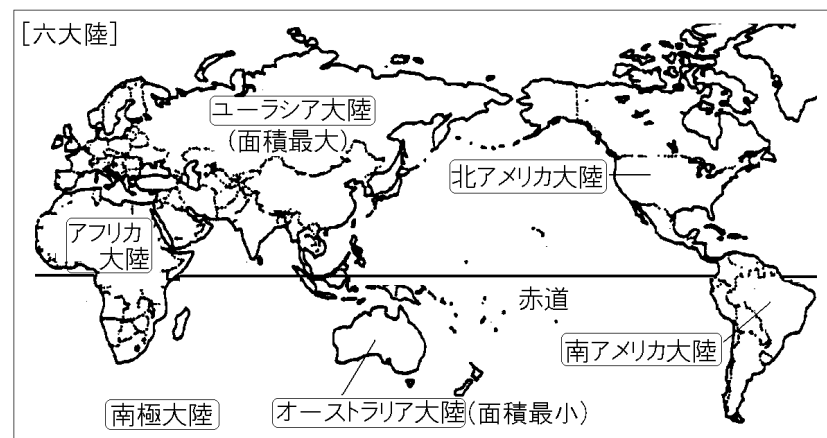 [六大陸]
ユーラシア大陸
(面積最大)
北アメリカ大陸
アフリカ
大陸
赤道
南アメリカ大陸
南極大陸
オーストラリア大陸(面積最小)